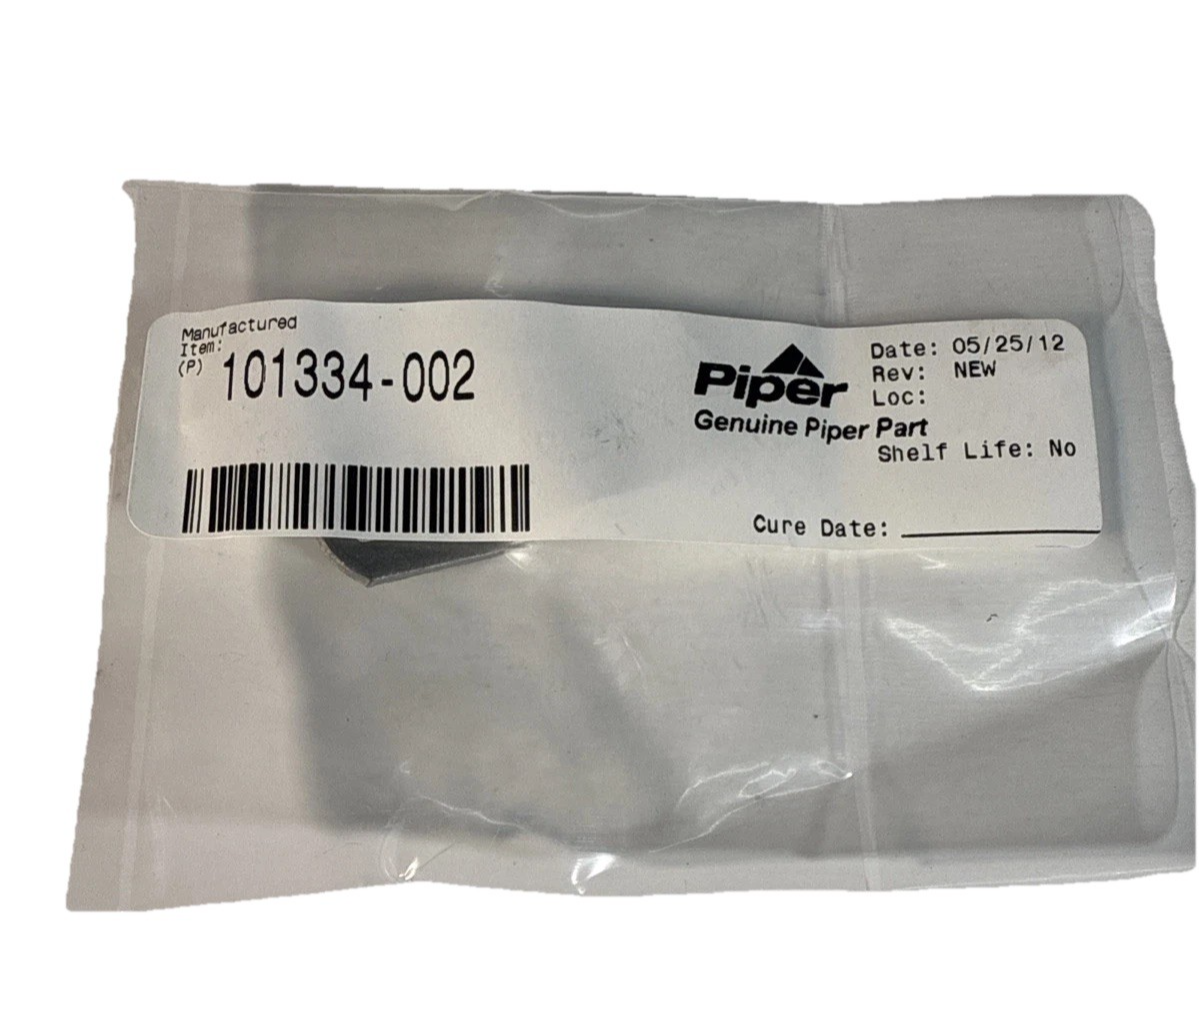 Manufactured
Item:
(P) 101334-002
Piper
Genuine Piper Part
Date: 05/25/12
Rev: NEW
Loc:
Shelf Life: No
Cure Date: